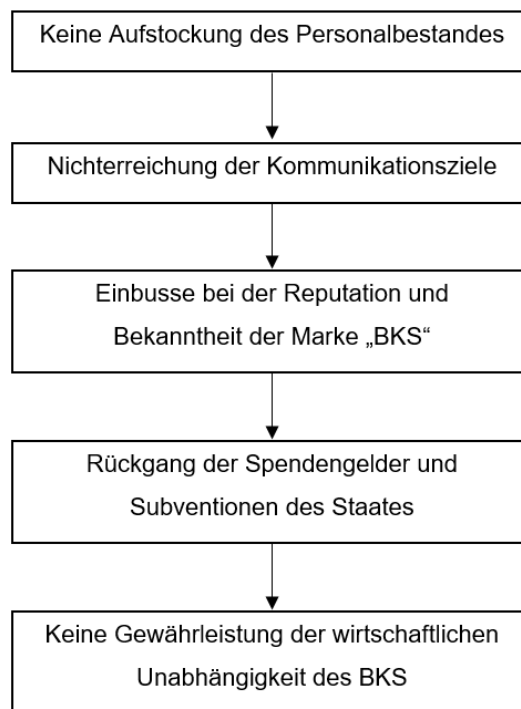 Keine Aufstockung des Personalbestandes
Nichterreichung der Kommunikationsziele
Einbusse bei der Reputation und
Bekanntheit der Marke „BKS“
Rückgang der Spendengelder und
Subventionen des Staates
Keine Gewährleistung der wirtschaftlichen
Unabhängigkeit des BKS